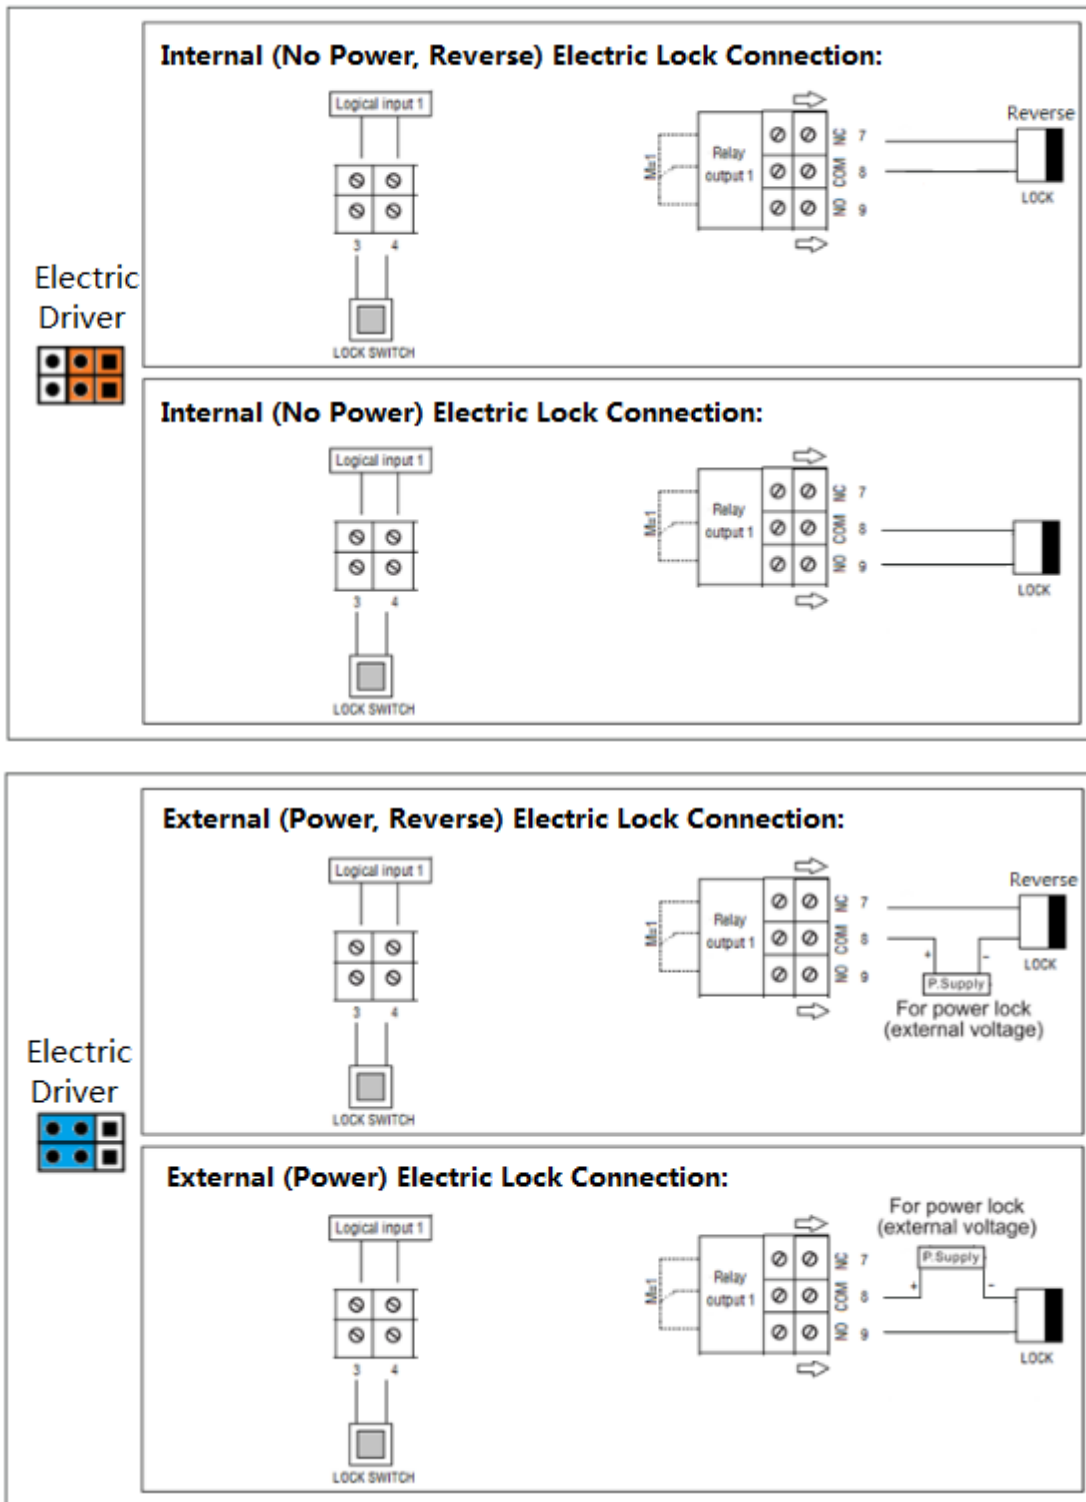 Internal (No Power, Reverse) Electric Lock Connection:
Logical input 1
3 4
LOCK SWITCH
M=1
Relay
output 1
NC 7
COM 8
NO 9
Reverse
LOCK
Electric
Driver
Internal (No Power) Electric Lock Connection:
Logical input 1
3 4
LOCK SWITCH
M=1
Relay
output 1
NC 7
COM 8
NO 9
LOCK
External (Power, Reverse) Electric Lock Connection:
Logical input 1
3 4
LOCK SWITCH
M=1
Relay
output 1
NC 7
COM 8
NO 9
Reverse
LOCK
+ -
P.Supply
For power lock
(external voltage)
Electric
Driver
External (Power) Electric Lock Connection:
Logical input 1
3 4
LOCK SWITCH
M=1
Relay
output 1
NC 7
COM 8
NO 9
For power lock
(external voltage)
P.Supply
+ -
LOCK